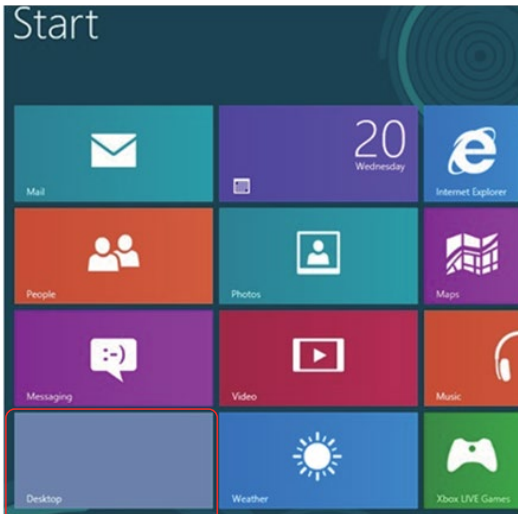 Start
Mail
20
Wednesday
Internet Explorer
People
Photos
Maps
Messaging
:-)
Video
Music
Desktop
Weather
Xbox LIVE Games